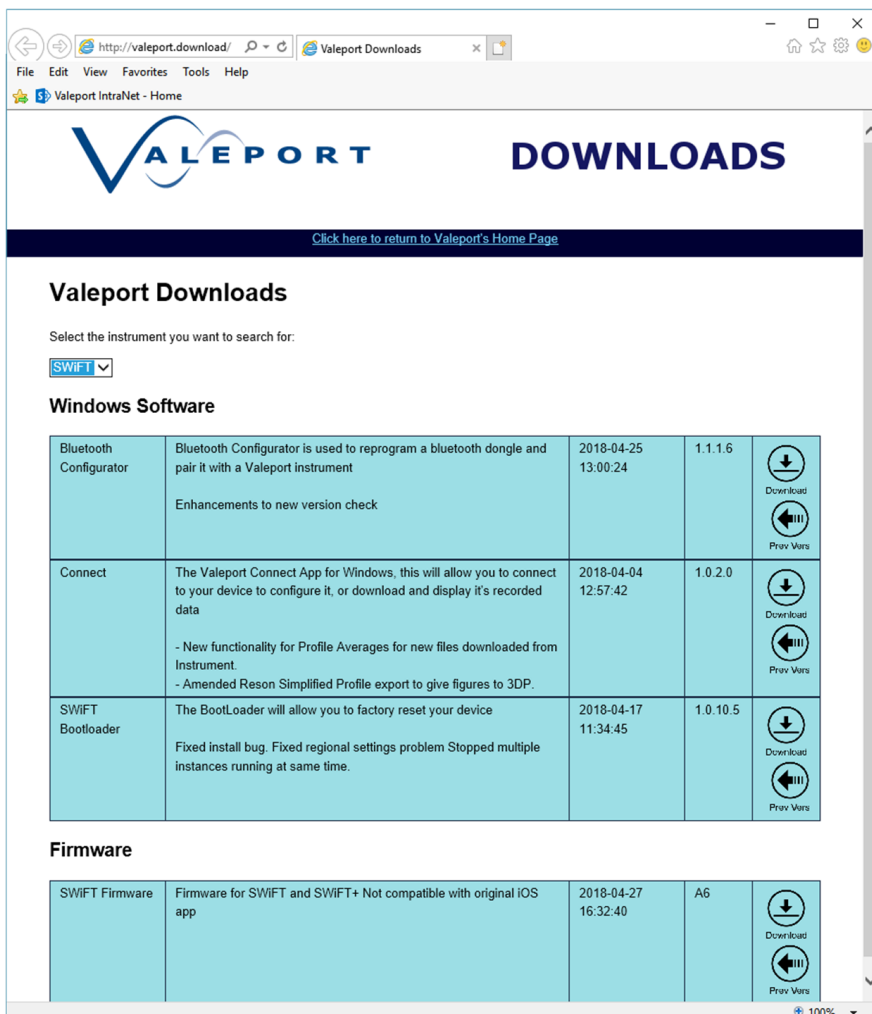 http://valeport.download/
Valeport Downloads
File Edit View Favorites Tools Help
Valeport IntraNet - Home
VALEPORT
DOWNLOADS
Click here to return to Valeport's Home Page
Valeport Downloads
Select the instrument you want to search for:
SWiFT
Windows Software
Bluetooth
Configurator
Bluetooth Configurator is used to reprogram a bluetooth dongle and
pair it with a Valeport instrument
Enhancements to new version check
2018-04-25
13:00:24
1.1.1.6
Download
Prev Vers
Connect
The Valeport Connect App for Windows, this will allow you to connect
to your device to configure it, or download and display it's recorded
data
- New functionality for Profile Averages for new files downloaded from
Instrument.
- Amended Reson Simplified Profile export to give figures to 3DP.
2018-04-04
12:57:42
1.0.2.0
Download
Prev Vers
SWiFT
Bootloader
The BootLoader will allow you to factory reset your device
Fixed install bug. Fixed regional settings problem Stopped multiple
instances running at same time.
2018-04-17
11:34:45
1.0.10.5
Download
Prev Vers
Firmware
SWiFT Firmware
Firmware for SWiFT and SWiFT+ Not compatible with original iOS
app
2018-04-27
16:32:40
A6
Download
Prev Vers
100%